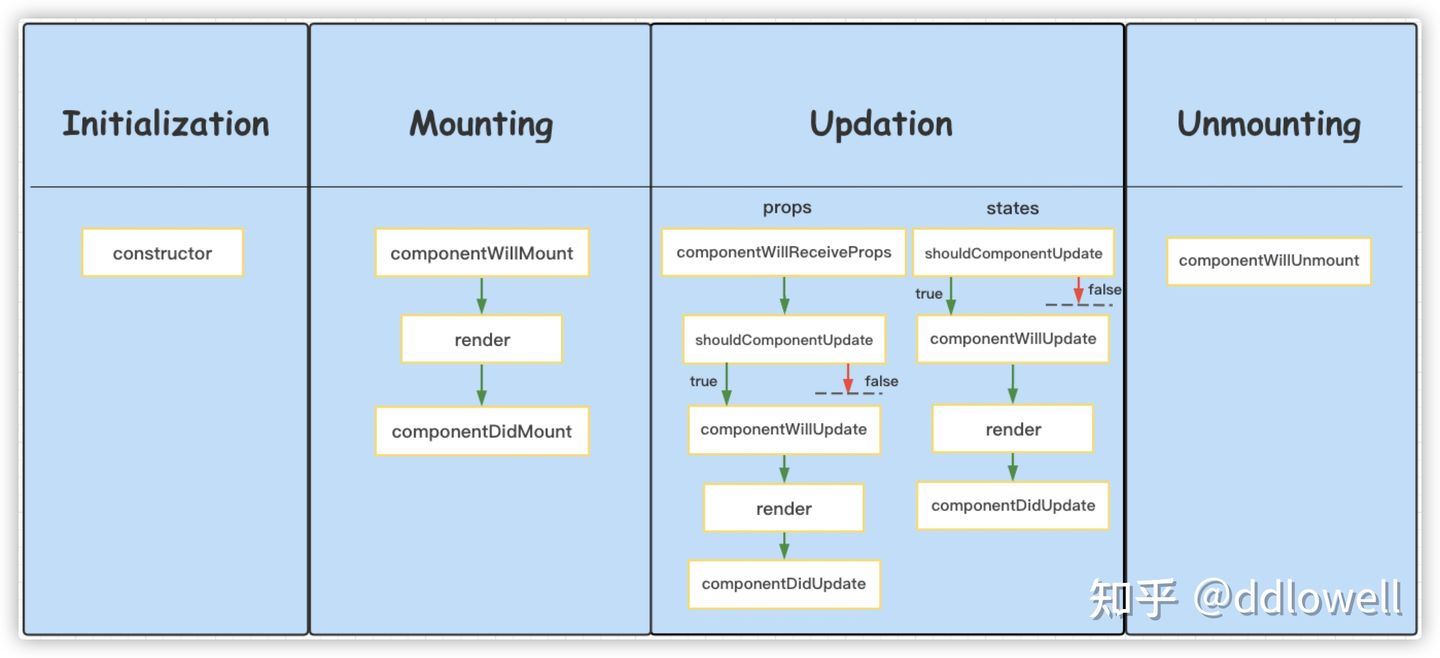 Initialization
Mounting
Updation
Unmounting
constructor
componentWillMount
render
componentDidMount
props
componentWillReceiveProps
shouldComponentUpdate
true
false
componentWillUpdate
render
componentDidUpdate
states
shouldComponentUpdate
true
false
componentWillUpdate
render
componentDidUpdate
componentWillUnmount
知乎 @ddlowell